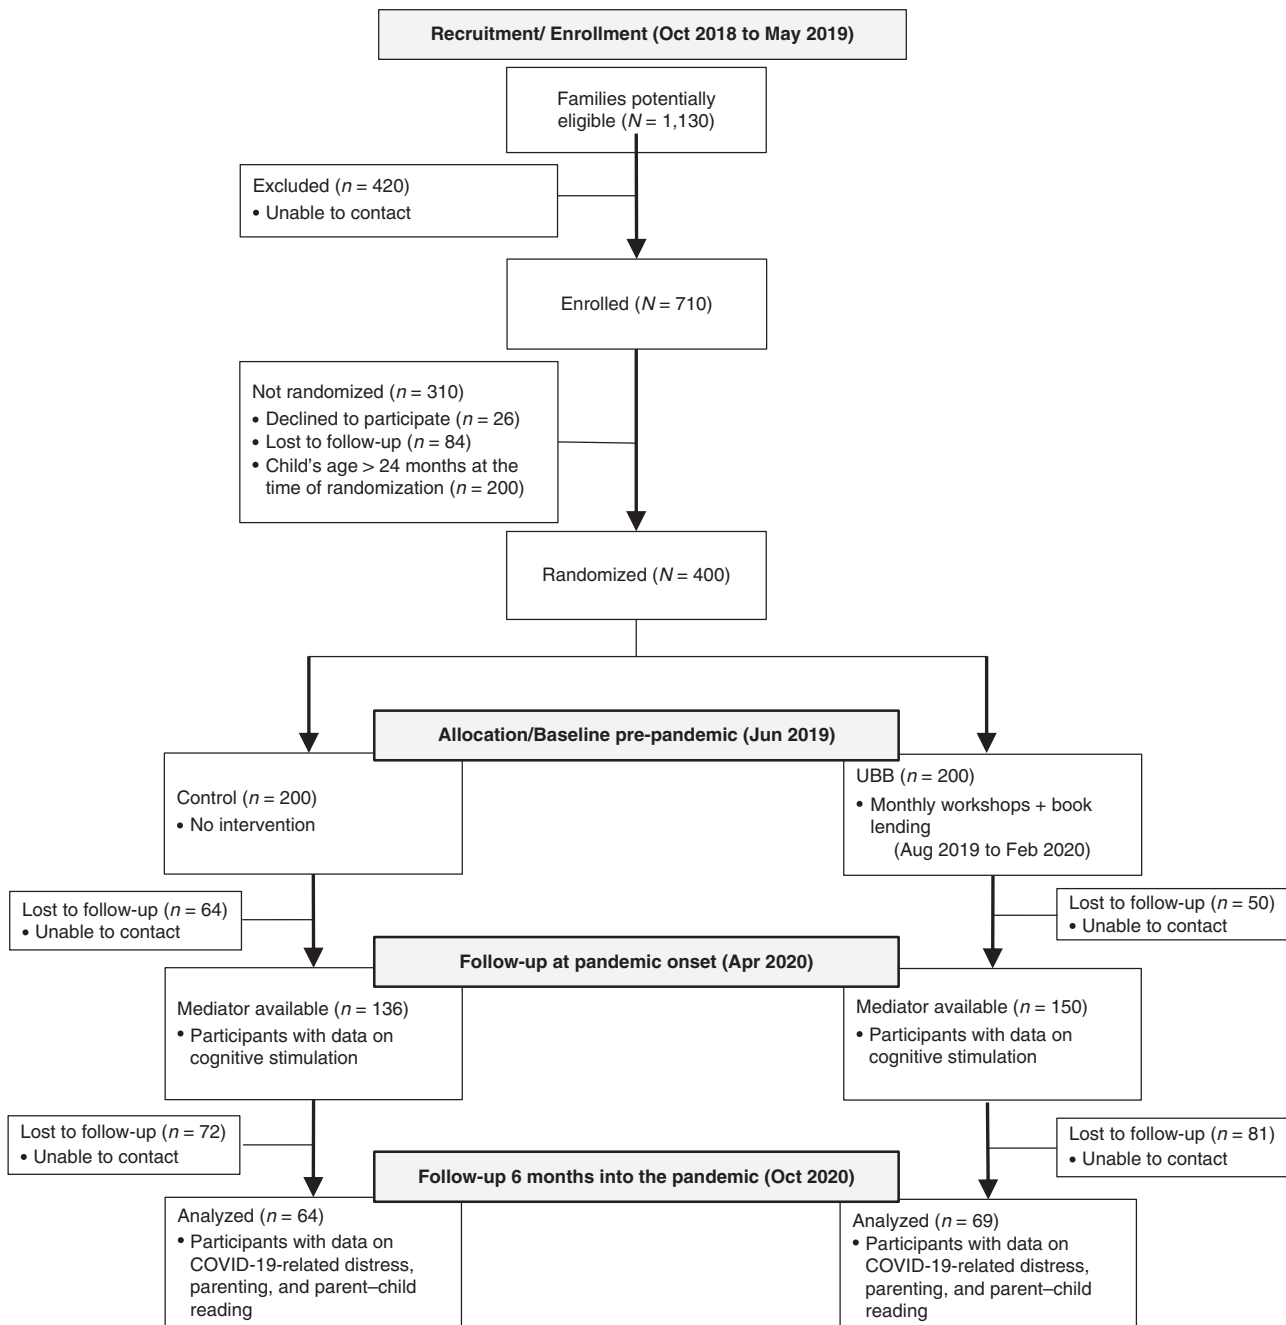 Recruitment/ Enrollment (Oct 2018 to May 2019)
Families potentially
eligible (N = 1,130)
Excluded (n = 420)
• Unable to contact
Enrolled (N = 710)
Not randomized (n = 310)
• Declined to participate (n = 26)
• Lost to follow-up (n = 84)
• Child's age > 24 months at the
time of randomization (n = 200)
Randomized (N = 400)
Allocation/Baseline pre-pandemic (Jun 2019)
Control (n = 200)
• No intervention
UBB (n = 200)
• Monthly workshops + book
lending
(Aug 2019 to Feb 2020)
Lost to follow-up (n = 64)
• Unable to contact
Lost to follow-up (n = 50)
• Unable to contact
Follow-up at pandemic onset (Apr 2020)
Mediator available (n = 136)
• Participants with data on
cognitive stimulation
Mediator available (n = 150)
• Participants with data on
cognitive stimulation
Lost to follow-up (n = 72)
• Unable to contact
Lost to follow-up (n = 81)
• Unable to contact
Follow-up 6 months into the pandemic (Oct 2020)
Analyzed (n = 64)
• Participants with data on
COVID-19-related distress,
parenting, and parent–child
reading
Analyzed (n = 69)
• Participants with data on
COVID-19-related distress,
parenting, and parent–child
reading